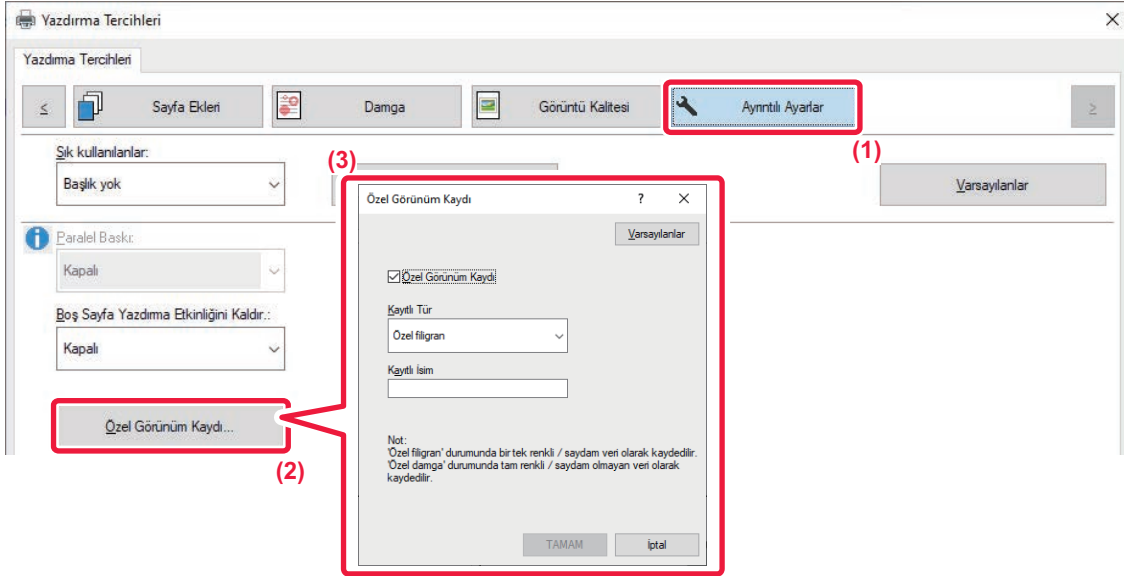 Yazdırma Tercihleri
Yazdırma Tercihleri
<
Sayfa Ekleri
Damga
Görüntü Kalitesi
Ayrıntılı Ayarlar
>
(1)
Sık kullanılanlar:
Başlık yok
(3)
Varsayılanlar
Paralel Baskı:
Kapalı
Boş Sayfa Yazdırma Etkinliğini Kaldır.:
Kapalı
Özel Görünüm Kaydı...
(2)
Özel Görünüm Kaydı
?
Varsayılanlar
Özel Görünüm Kaydı
Kayıtlı Tür
Özel filigran
Kayıtlı İsim
Not:
'Özel filigran' durumunda bir tek renkli / saydam veri olarak kaydedilir.
'Özel damga' durumunda tam renkli / saydam olmayan veri olarak
kaydedilir.
TAMAM
İptal